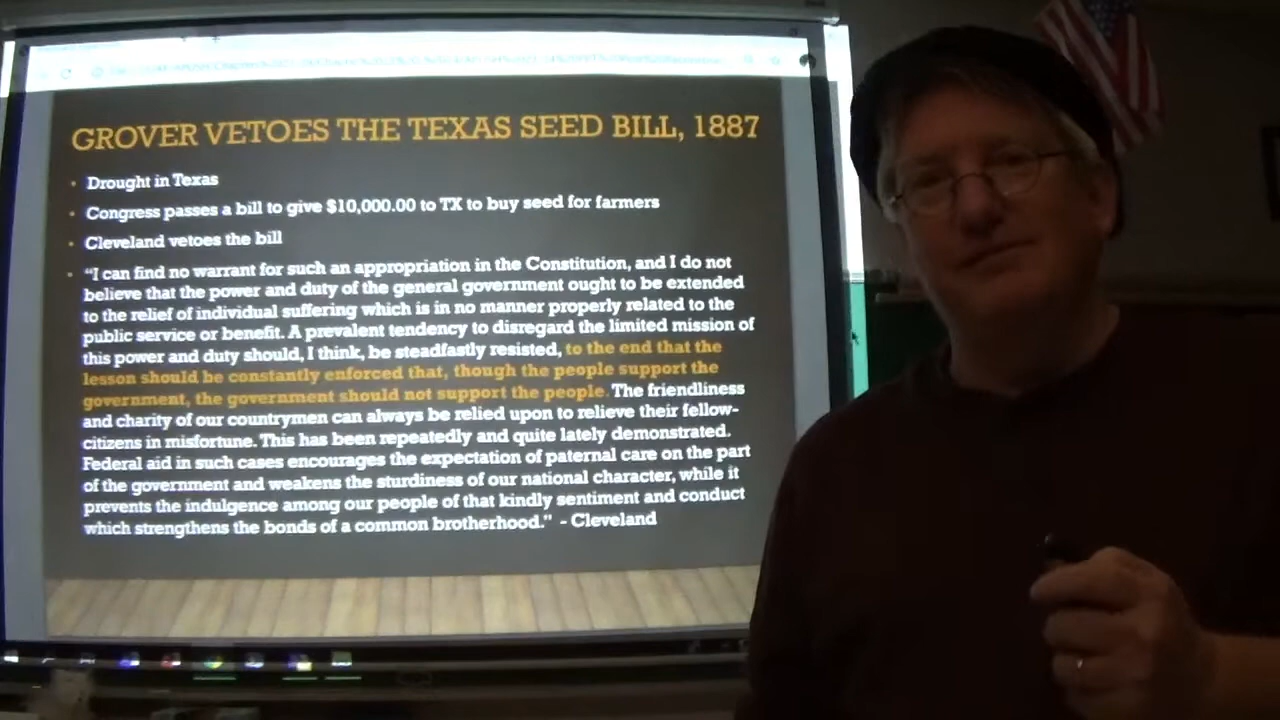 GROVER VETOES THE TEXAS SEED BILL, 1887
• Drought in Texas
• Congress passes a bill to give $10,000.00 to TX to buy seed for farmers
• Cleveland vetoes the bill
• “I can find no warrant for such an appropriation in the Constitution, and I do not
believe that the power and duty of the general government ought to be extended
to the relief of individual suffering which is in no manner properly related to the
public service or benefit. A prevalent tendency to disregard the limited mission of
this power and duty should, I think, be steadfastly resisted, to the end that the
lesson should be constantly enforced that, though the people support the
government, the government should not support the people. The friendliness
and charity of our countrymen can always be relied upon to relieve their fellow-
citizens in misfortune. This has been repeatedly and quite lately demonstrated.
Federal aid in such cases encourages the expectation of paternal care on the part
of the government and weakens the sturdiness of our national character, while it
prevents the indulgence among our people of that kindly sentiment and conduct
which strengthens the bonds of a common brotherhood.” - Cleveland